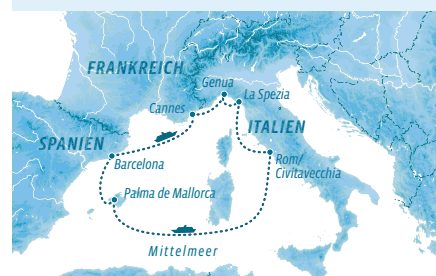 FRANKREICH
Genua
La Spezia
Cannes
ITALIEN
SPANIEN
Barcelona
Rom/
Civitavecchia
Palma de Mallorca
Mittelmeer